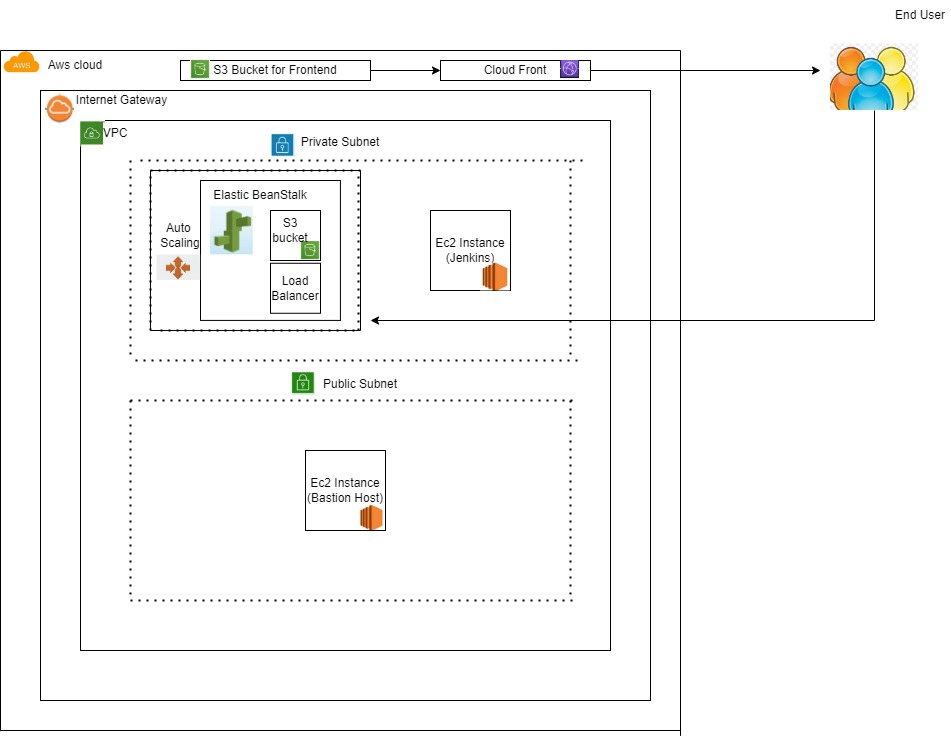 End User
AWS
Aws cloud
S3 Bucket for Frontend
Cloud Front
Internet Gateway
VPC
Private Subnet
Elastic BeanStalk
Auto
Scaling
S3
bucket
Load
Balancer
Ec2 Instance
(Jenkins)
Public Subnet
Ec2 Instance
(Bastion Host)